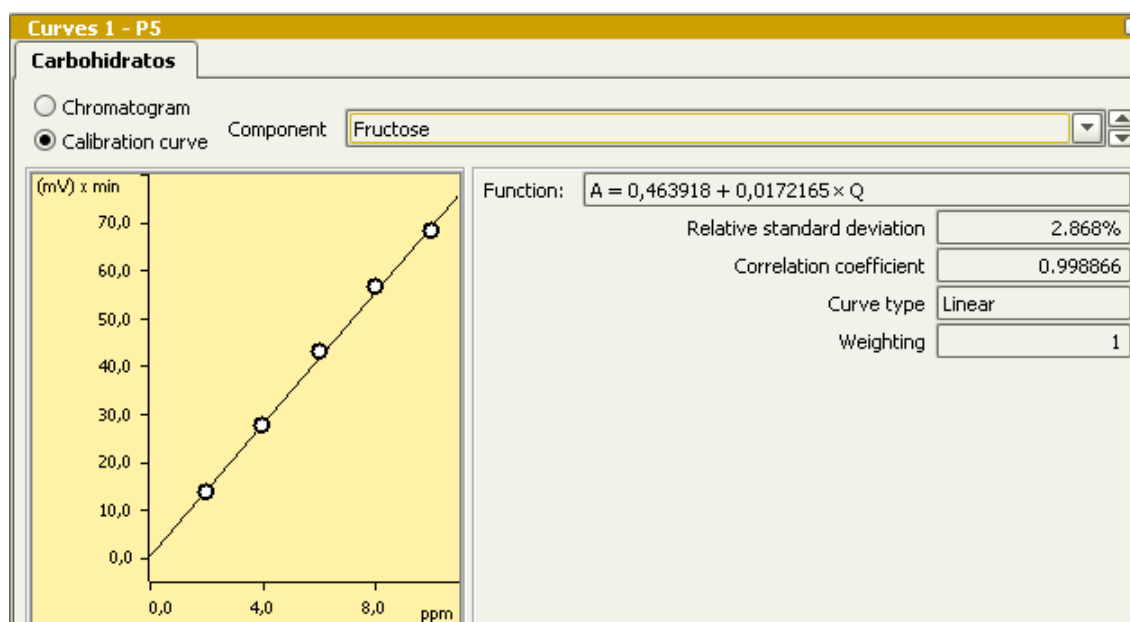 Curves 1 - P5
Carbohidratos
Chromatogram
Calibration curve
Component
Fructose
(mV) x min
70,0
60,0
50,0
40,0
30,0
20,0
10,0
0,0
0,0 4,0 8,0 ppm
Function: A = 0,463918 + 0,0172165 × Q
Relative standard deviation 2.868%
Correlation coefficient 0.998866
Curve type Linear
Weighting 1